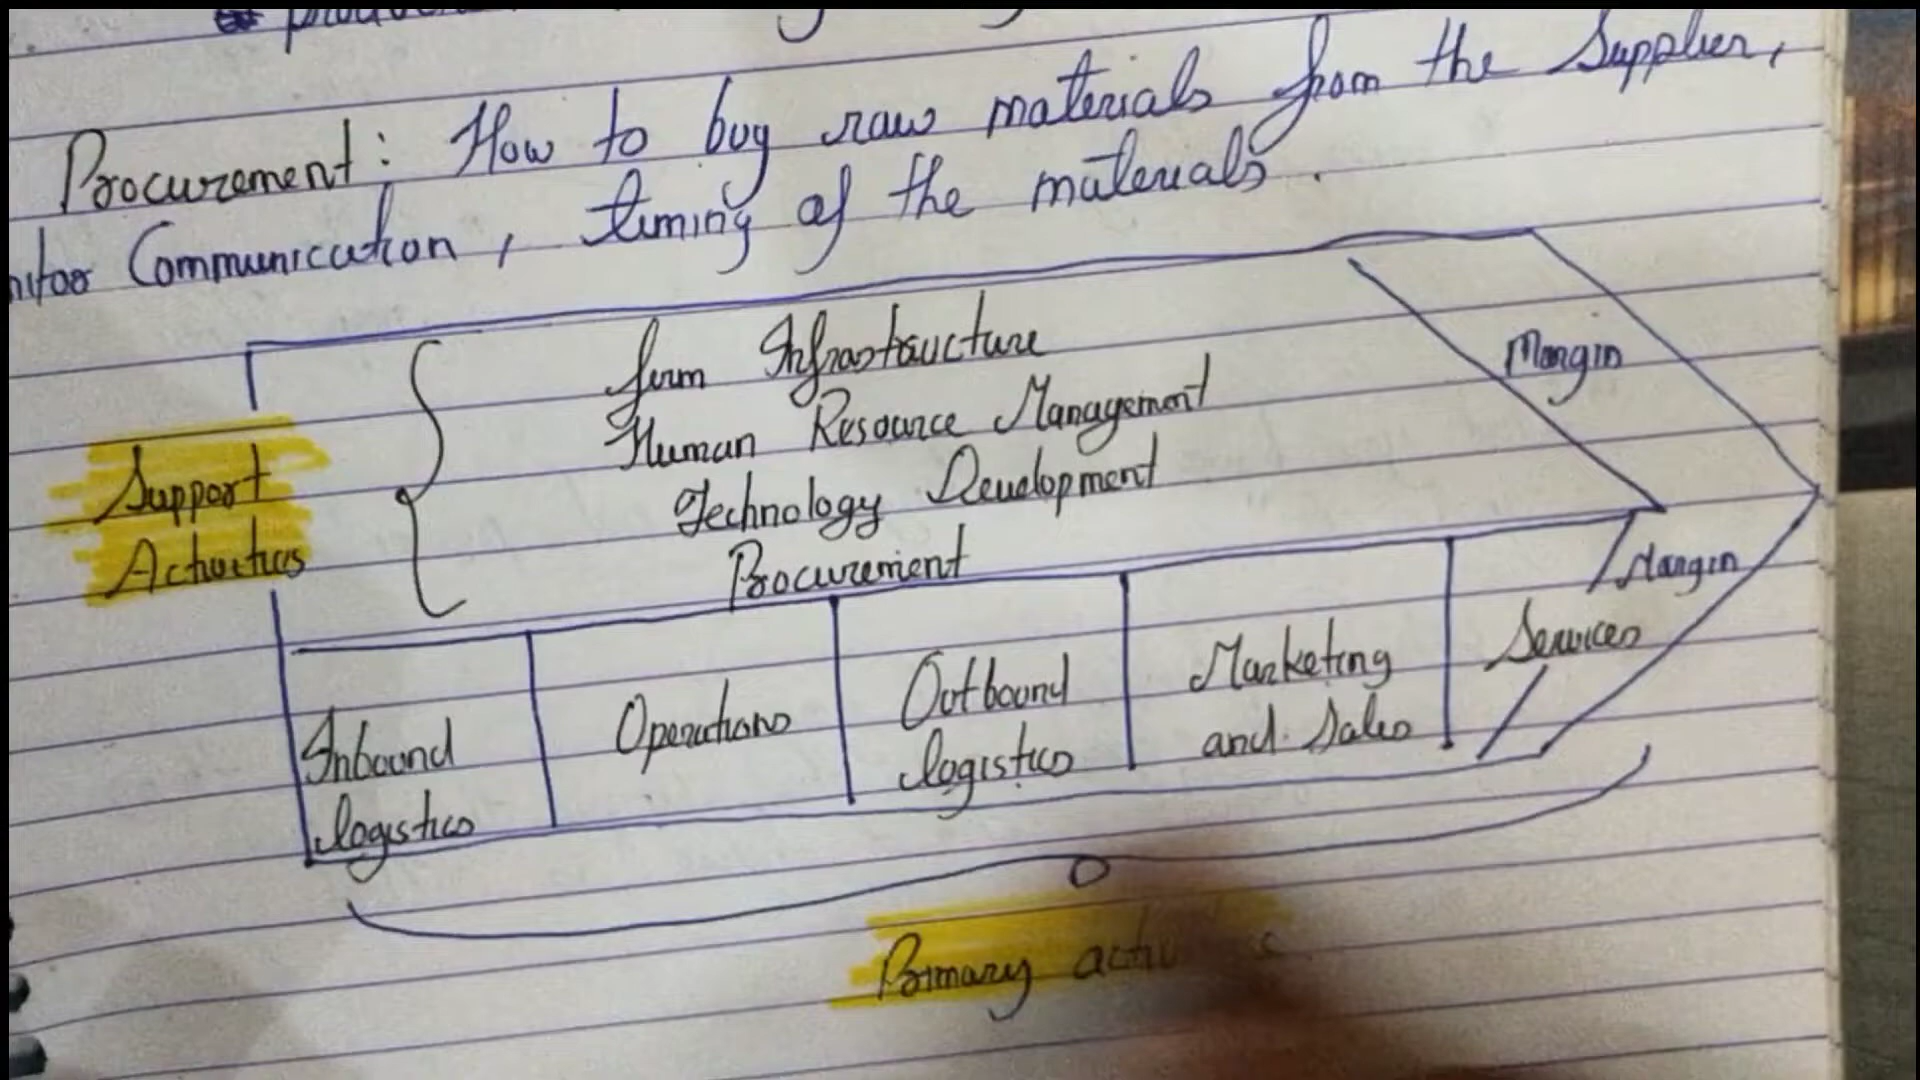 Procurement: How to buy raw materials from the Supplier,
Communication, timing of the materials.
firm Infrastructure
Human Resource Management
Technology Development
Procurement
Margin
Support
Activities
Margin
Inbound
logistics
Operations
Outbound
logistics
Marketing
and Sales
Services
Primary